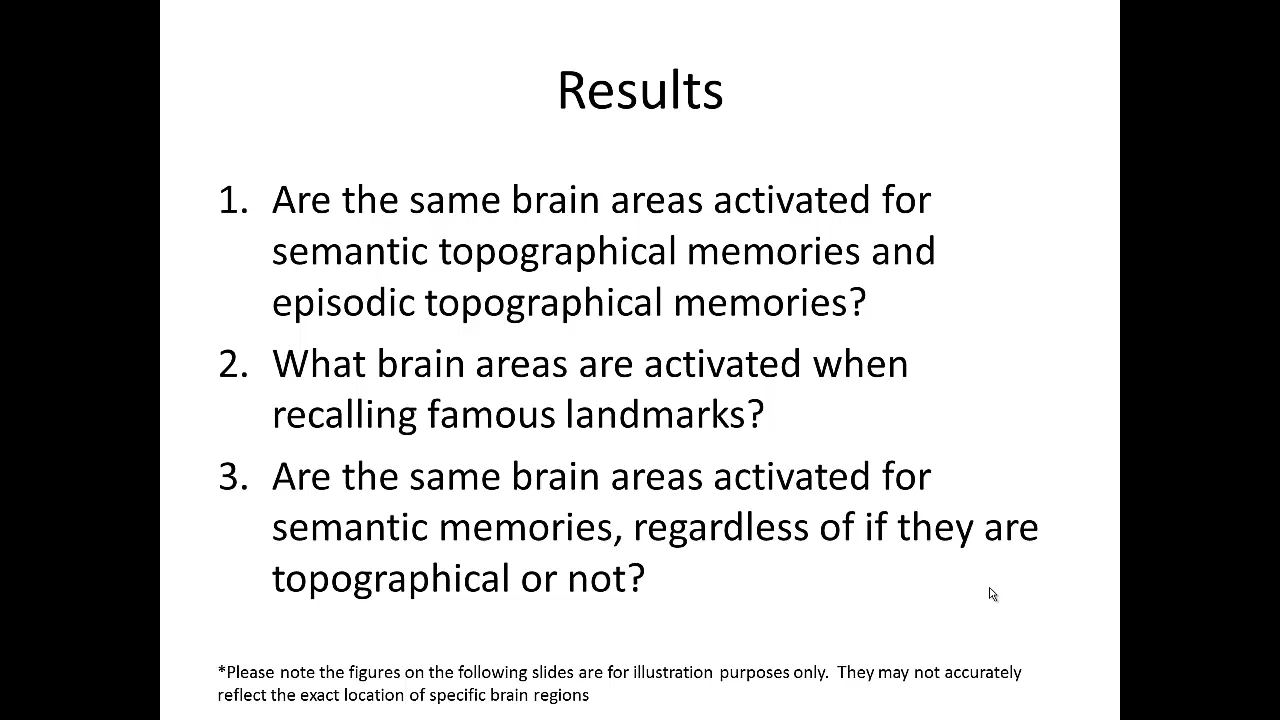 Results
1. Are the same brain areas activated for
semantic topographical memories and
episodic topographical memories?
2. What brain areas are activated when
recalling famous landmarks?
3. Are the same brain areas activated for
semantic memories, regardless of if they are
topographical or not?
*Please note the figures on the following slides are for illustration purposes only.  They may not accurately
reflect the exact location of specific brain regions